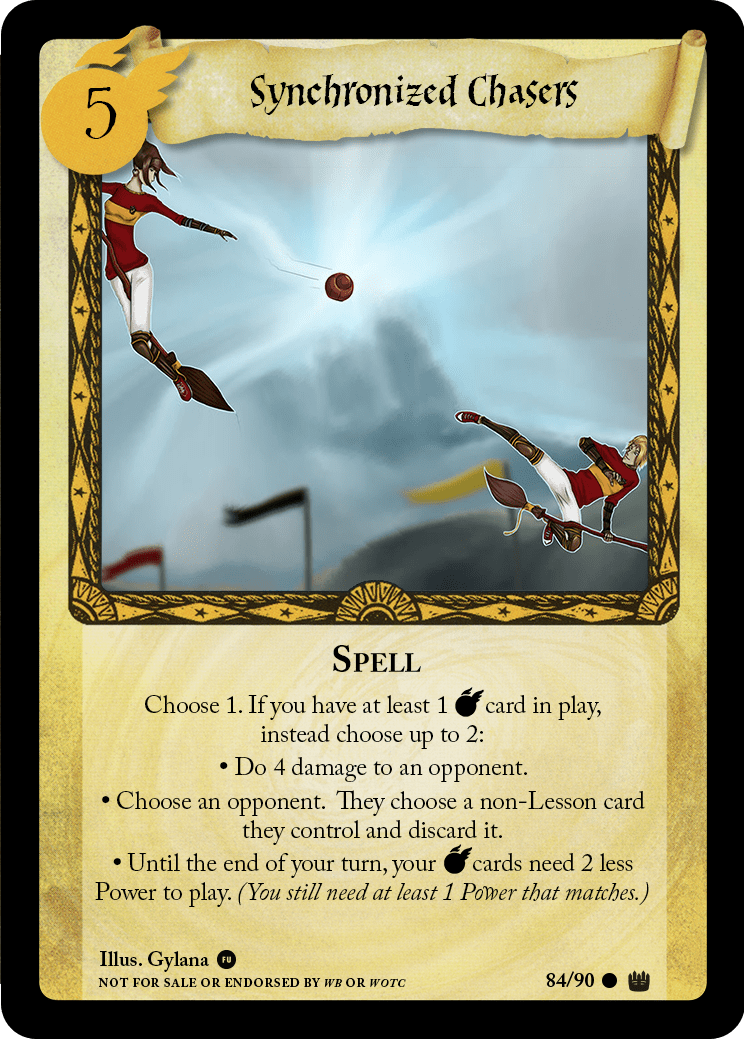 5
Synchronized Chasers
Spell
Choose 1. If you have at least 1 card in play,
instead choose up to 2:
• Do 4 damage to an opponent.
• Choose an opponent. They choose a non-Lesson card
they control and discard it.
• Until the end of your turn, your cards need 2 less
Power to play. (You still need at least 1 Power that matches.)
Illus. Gylana FU
NOT FOR SALE OR ENDORSED BY WB OR WOTC
84/90